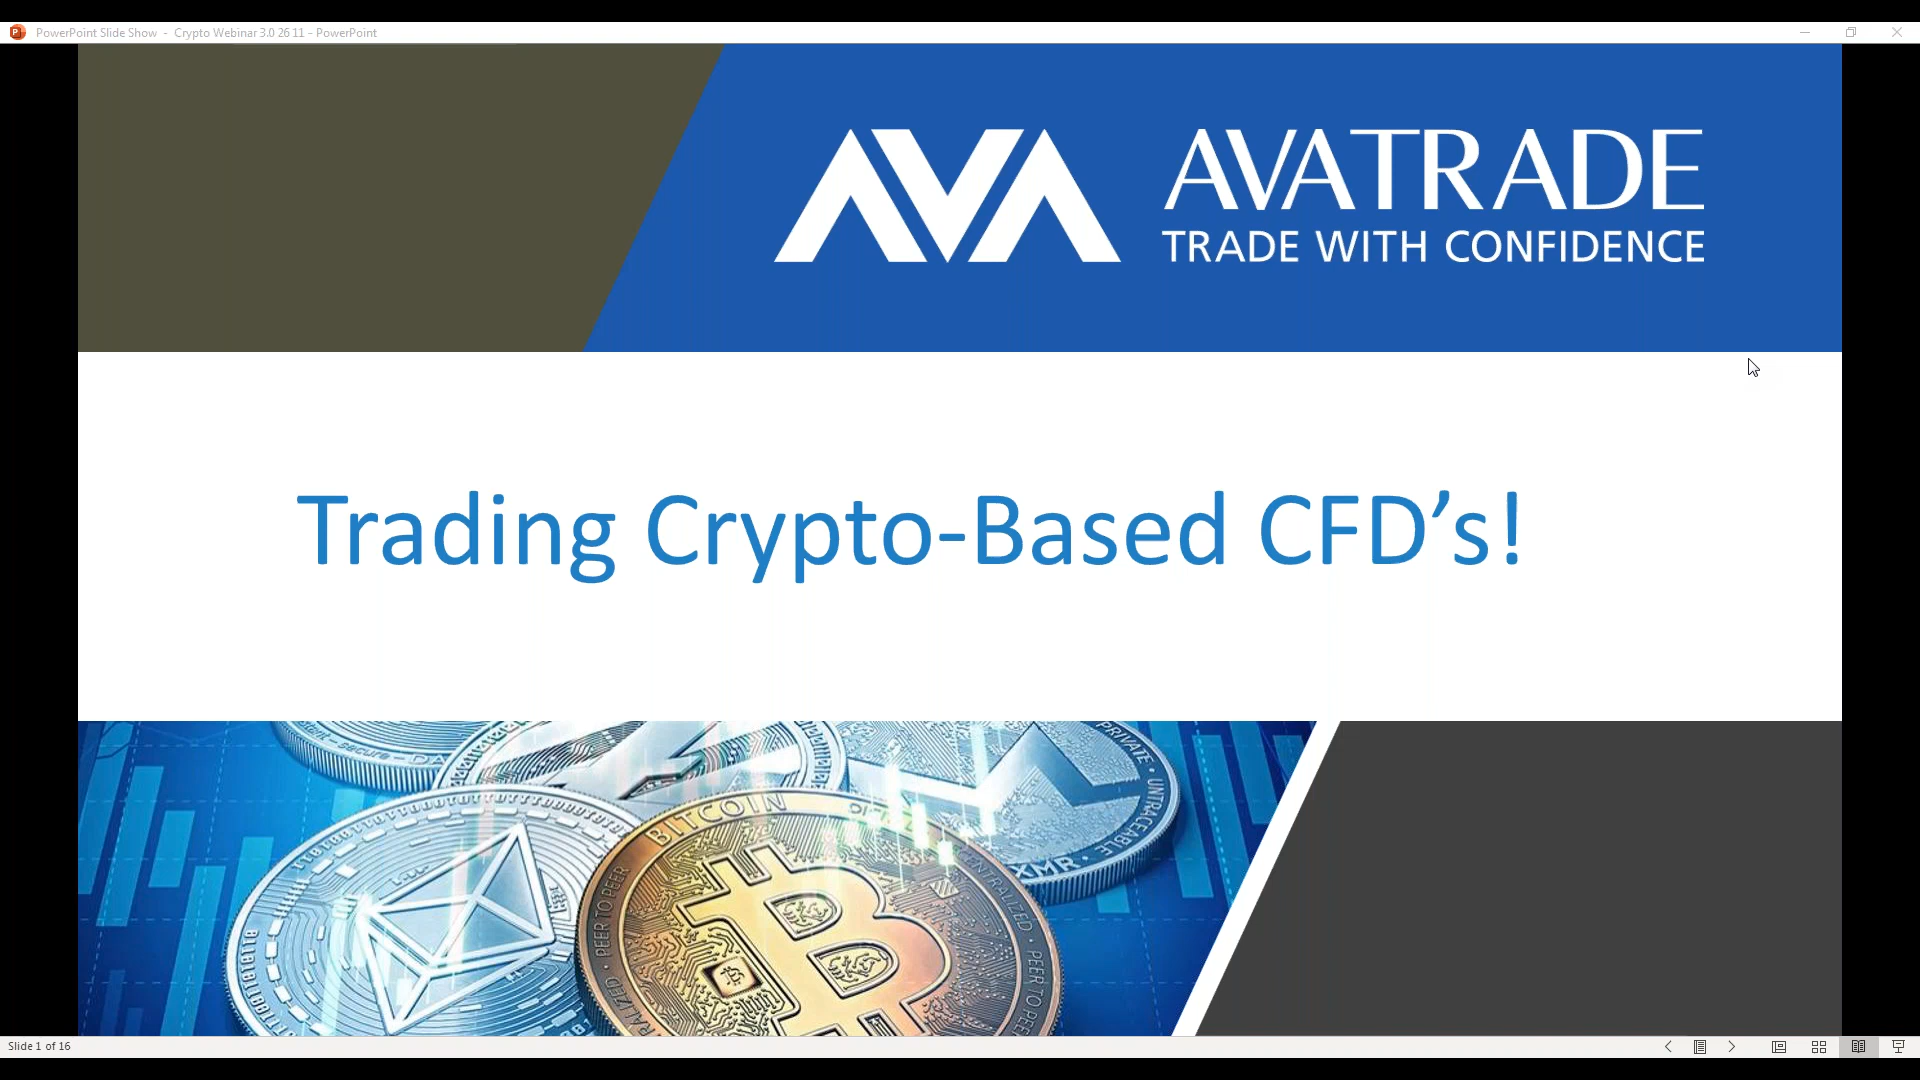 PowerPoint Slide Show - Crypto Webinar 3.0 26 11 - PowerPoint
AVA
AVATRADE
TRADE WITH CONFIDENCE
Trading Crypto-Based CFD’s!
PRIVATE • UNTRACEABLE •
XMR •
BITCOIN
PEER TO PEER
DECENTRALIZED • PEER TO PEER
Slide 1 of 16